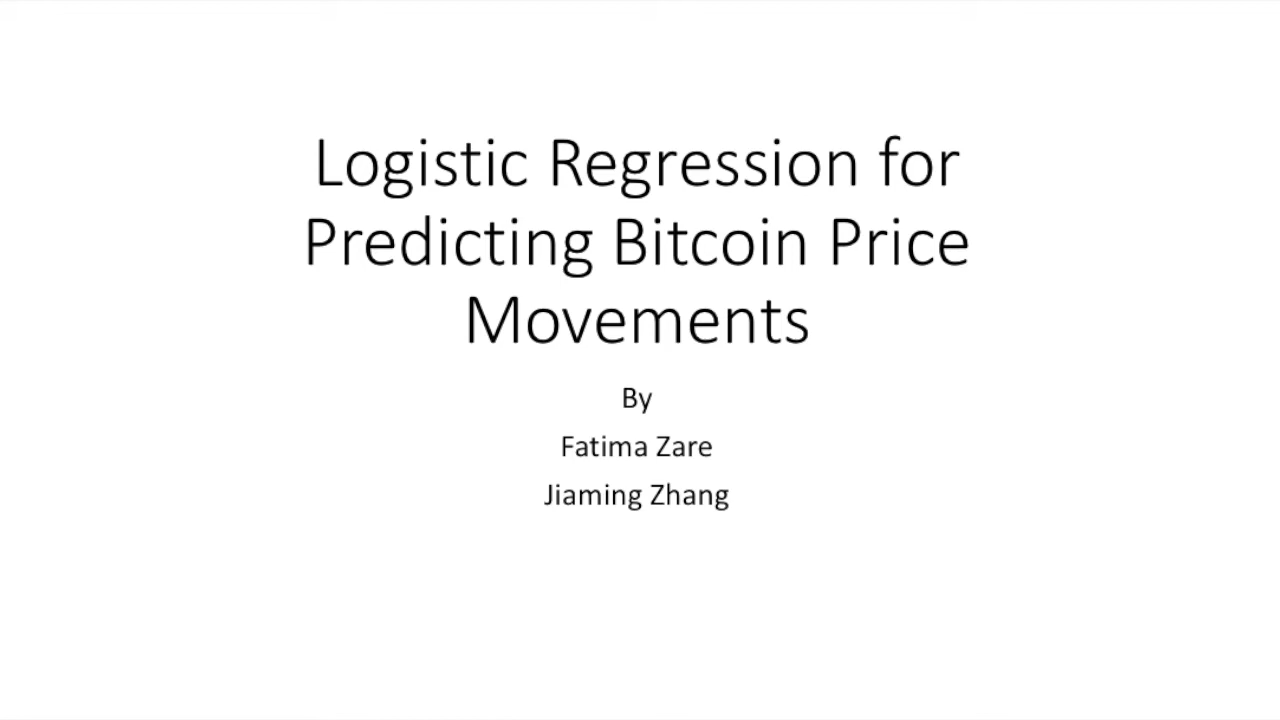 Logistic Regression for
Predicting Bitcoin Price
Movements
By
Fatima Zare
Jiaming Zhang